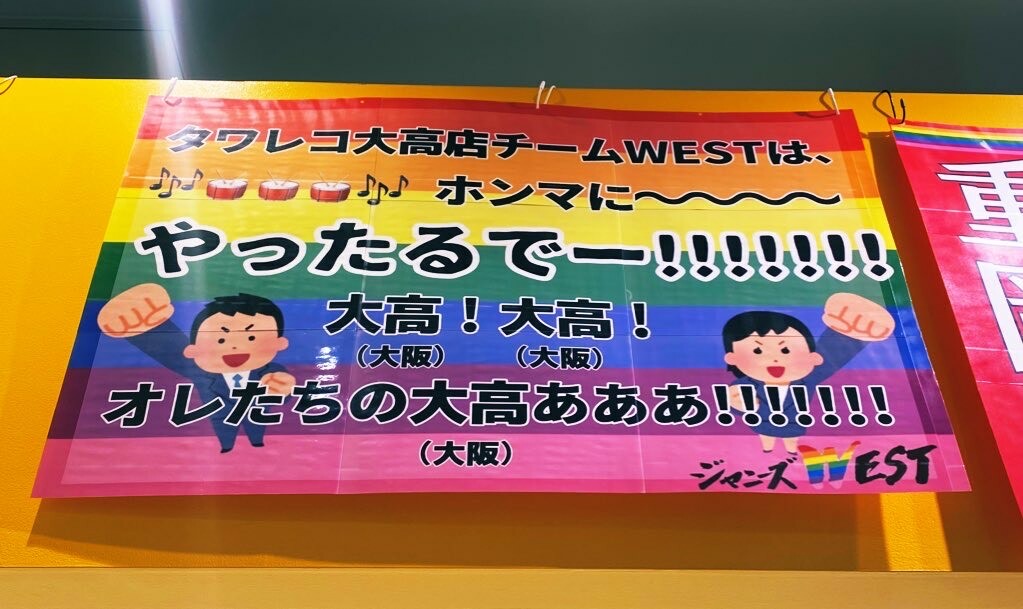 タワレコ大高店チームWESTは、
🎶🥁🥁🥁🎶 ホンマに〜〜〜〜〜
やったるでー!!!!!!!
大高！大高！
(大阪) (大阪)
オレたちの大高あああ!!!!!!!
(大阪)
ジャニーズWEST
重岡